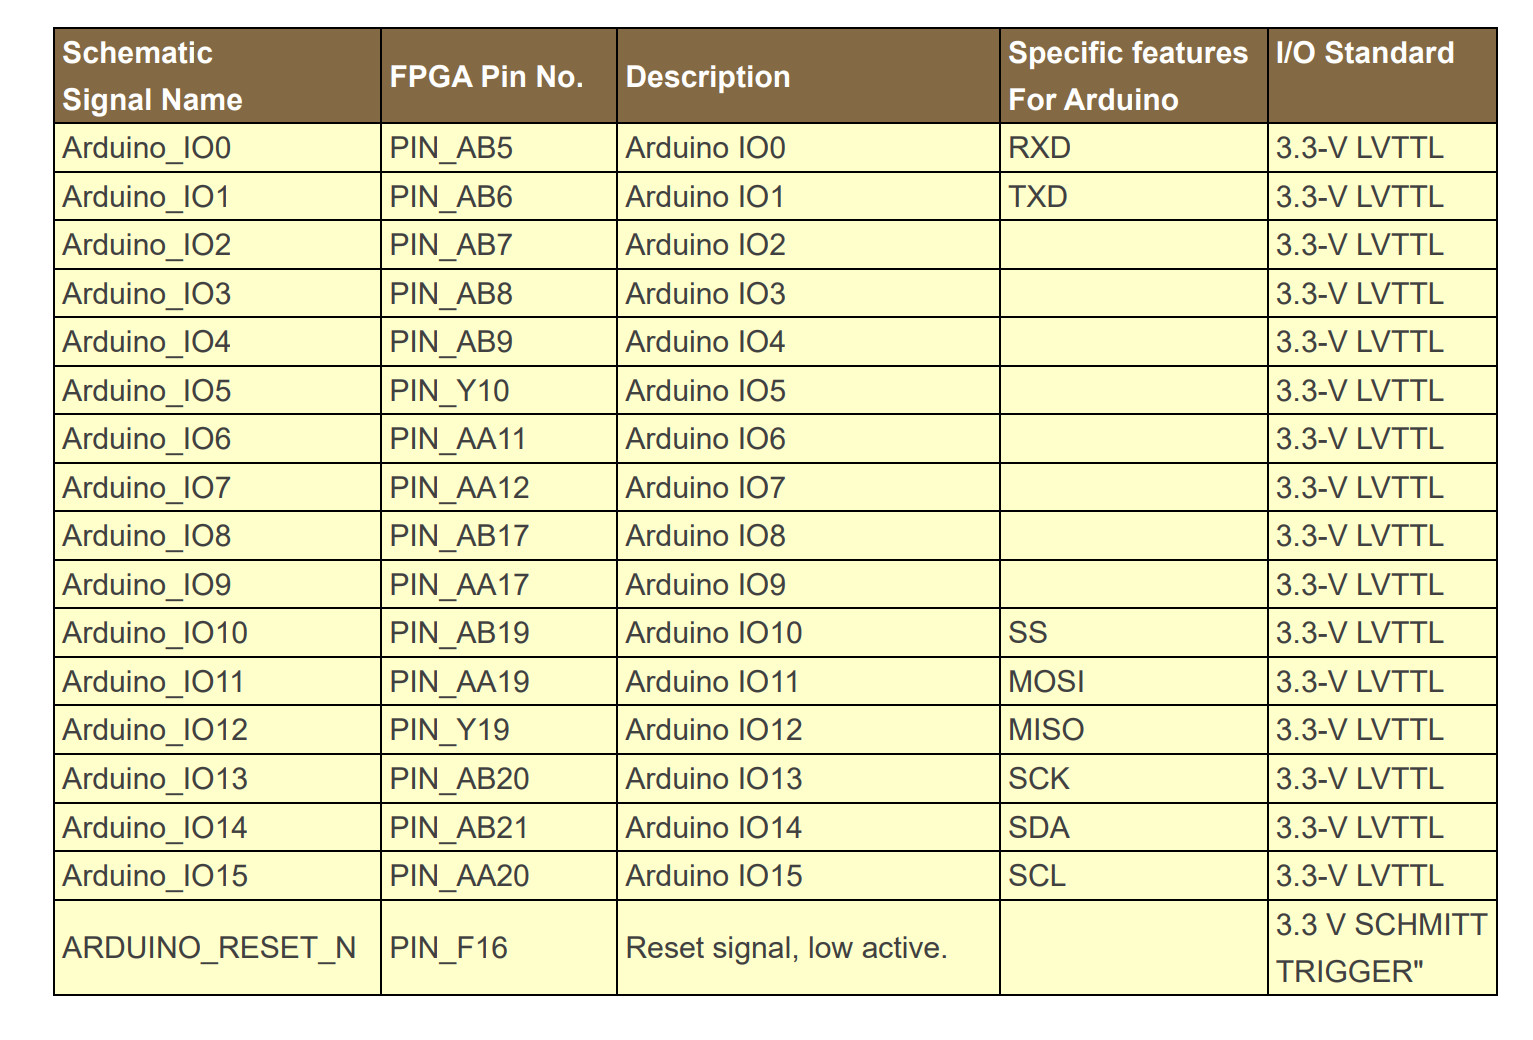 Schematic Signal Name FPGA Pin No. Description Specific features For Arduino I/O Standard
Arduino_IO0 PIN_AB5 Arduino IO0 RXD 3.3-V LVTTL
Arduino_IO1 PIN_AB6 Arduino IO1 TXD 3.3-V LVTTL
Arduino_IO2 PIN_AB7 Arduino IO2 3.3-V LVTTL
Arduino_IO3 PIN_AB8 Arduino IO3 3.3-V LVTTL
Arduino_IO4 PIN_AB9 Arduino IO4 3.3-V LVTTL
Arduino_IO5 PIN_Y10 Arduino IO5 3.3-V LVTTL
Arduino_IO6 PIN_AA11 Arduino IO6 3.3-V LVTTL
Arduino_IO7 PIN_AA12 Arduino IO7 3.3-V LVTTL
Arduino_IO8 PIN_AB17 Arduino IO8 3.3-V LVTTL
Arduino_IO9 PIN_AA17 Arduino IO9 3.3-V LVTTL
Arduino_IO10 PIN_AB19 Arduino IO10 SS 3.3-V LVTTL
Arduino_IO11 PIN_AA19 Arduino IO11 MOSI 3.3-V LVTTL
Arduino_IO12 PIN_Y19 Arduino IO12 MISO 3.3-V LVTTL
Arduino_IO13 PIN_AB20 Arduino IO13 SCK 3.3-V LVTTL
Arduino_IO14 PIN_AB21 Arduino IO14 SDA 3.3-V LVTTL
Arduino_IO15 PIN_AA20 Arduino IO15 SCL 3.3-V LVTTL
ARDUINO_RESET_N PIN_F16 Reset signal, low active. 3.3 V SCHMITT TRIGGER"